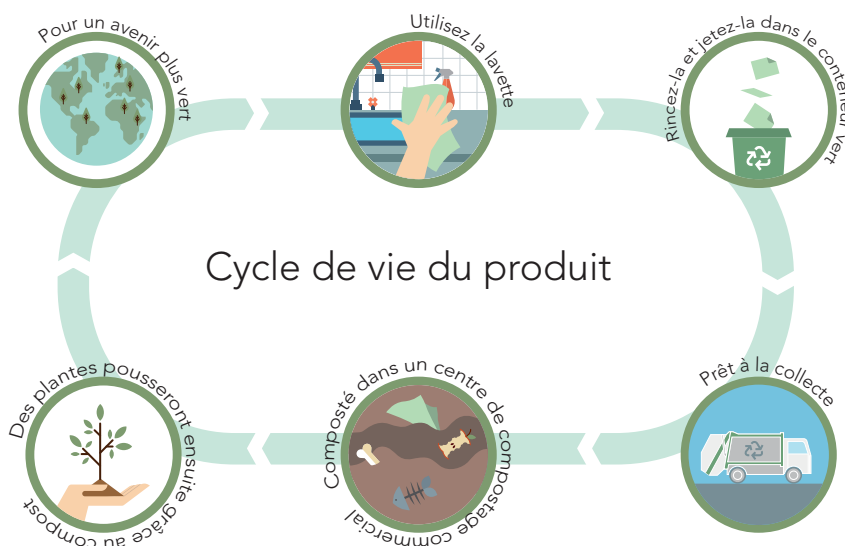 Pour un avenir plus vert
Utilisez la lavette
Rincez-la et jetez-la dans le conteneur vert
Cycle de vie du produit
Prêt à la collecte
Composté dans un centre de compostage commercial
Des plantes pousseront ensuite grâce au compost